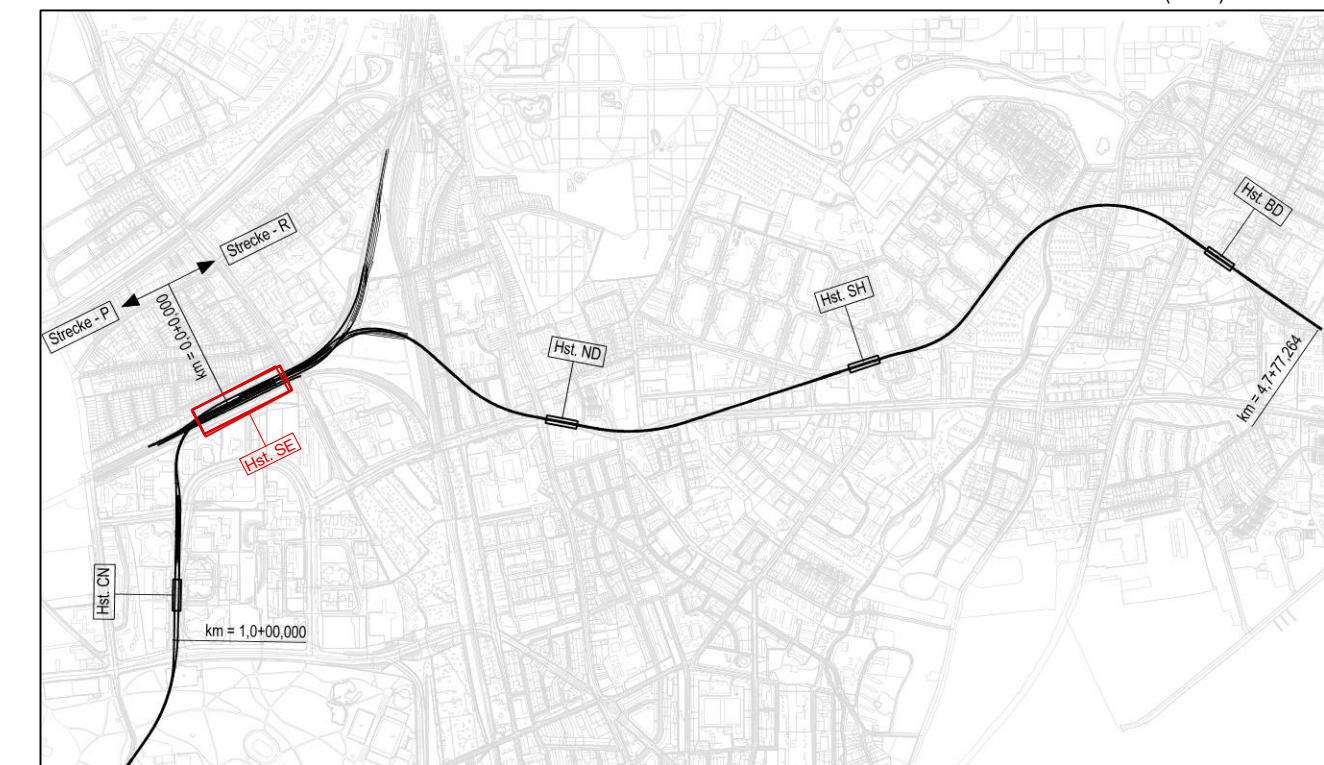 Hst. BD
Strecke - R
Strecke - P
km = 0,0+0,000
Hst. SH
Hst. ND
km = 4,7+77,264
Hst. SE
Hst. CN
km = 1,0+00,000